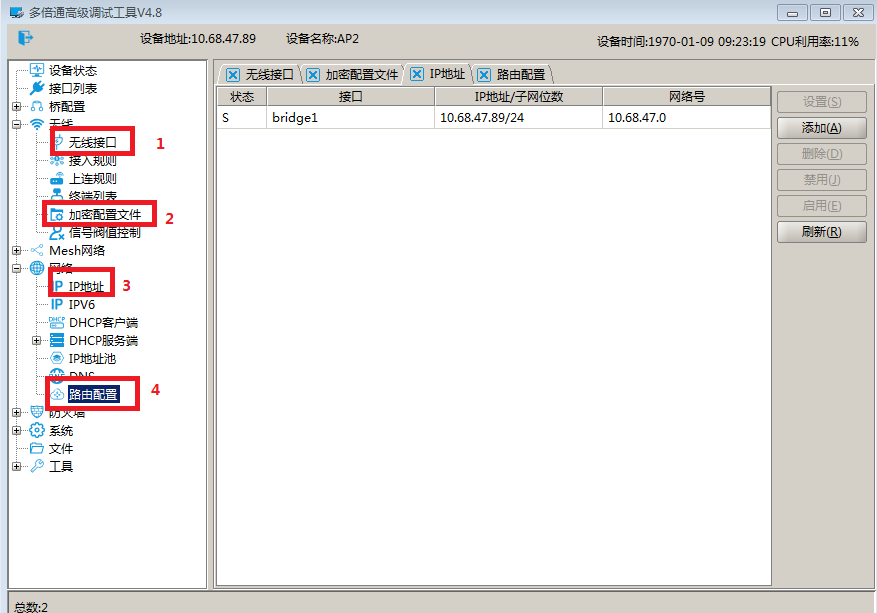 多倍通高级调试工具V4.8
设备地址:10.68.47.89 设备名称:AP2 设备时间:1970-01-09 09:23:19 CPU利用率:11%
设备状态
接口列表
桥配置
无线
无线接口 1
接入规则
上连规则
终端列表
加密配置文件 2
信号阀值控制
Mesh网络
网络
IP地址 3
IPV6
DHCP客户端
DHCP服务端
IP地址池
DNS
路由配置 4
防火墙
系统
文件
工具
无线接口 加密配置文件 IP地址 路由配置
状态 接口 IP地址/子网位数 网络号
S bridge1 10.68.47.89/24 10.68.47.0
设置(S)
添加(A)
删除(D)
禁用(J)
启用(E)
刷新(R)
总数:2